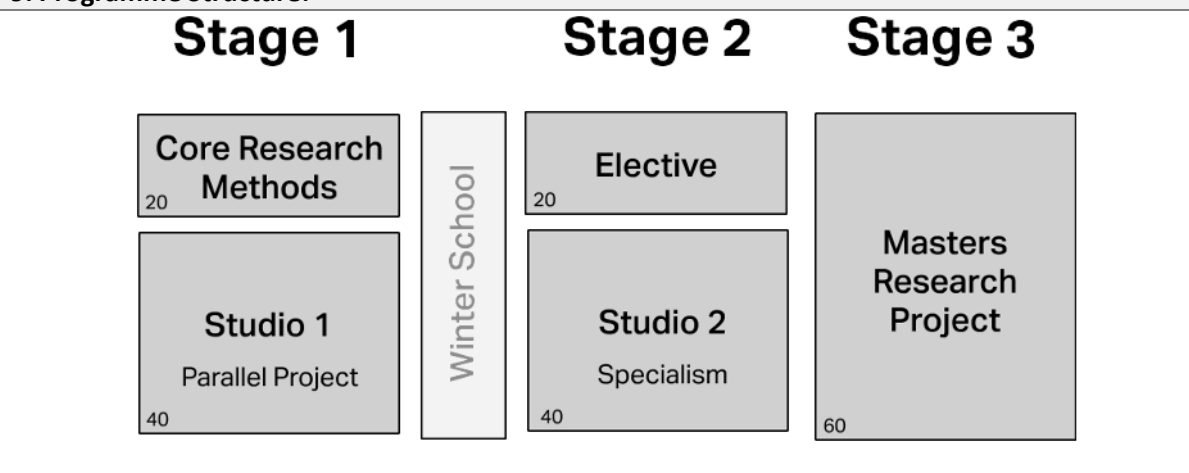 Stage 1
Stage 2
Stage 3
Core Research
Methods
20
Studio 1
Parallel Project
40
Winter School
Elective
20
Studio 2
Specialism
40
Masters
Research
Project
60